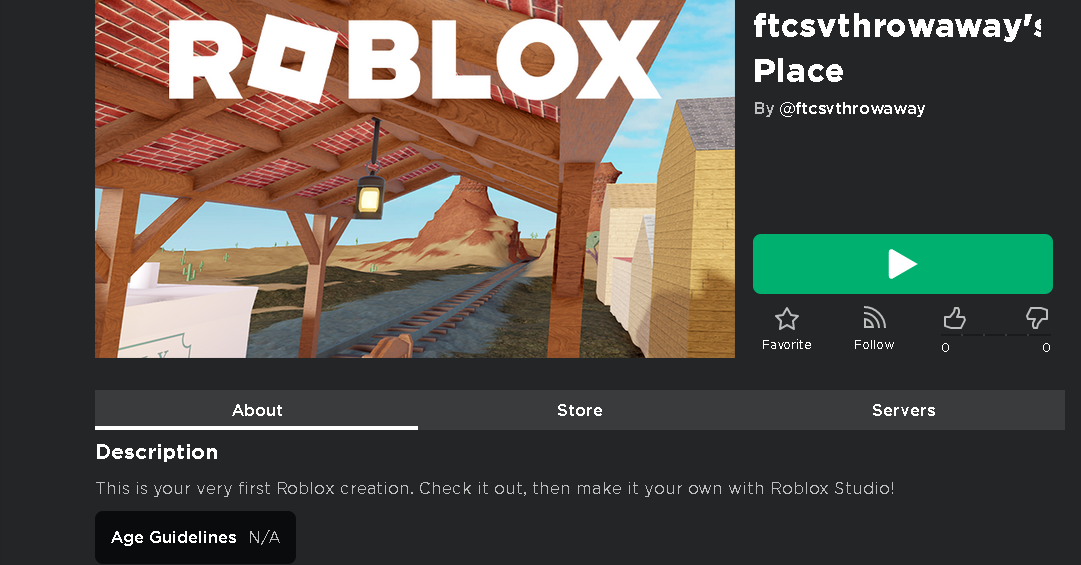 ROBLOX
ftcsvthrowaway's
Place
By @ftcsvthrowaway
Favorite
Follow
0
0
About
Store
Servers
Description
This is your very first Roblox creation. Check it out, then make it your own with Roblox Studio!
Age Guidelines N/A